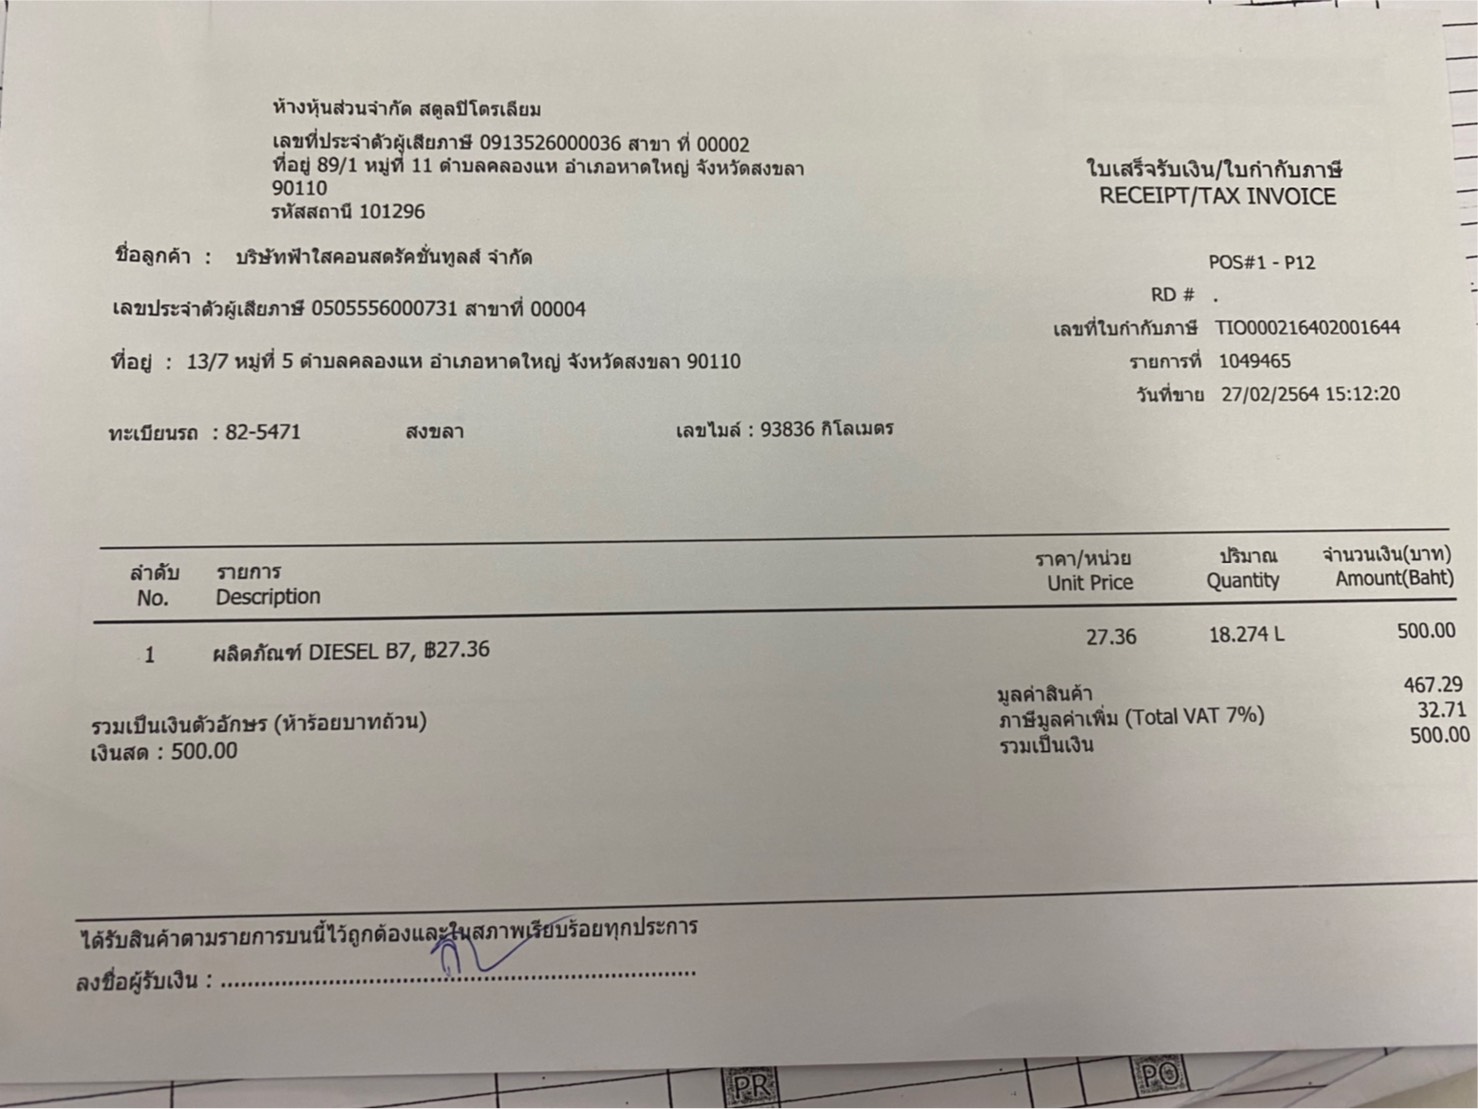 ห้างหุ้นส่วนจำกัด สตูลปิโตรเลียม
เลขที่ประจำตัวผู้เสียภาษี 0913526000036 สาขา ที่ 00002
ที่อยู่ 89/1 หมู่ที่ 11 ตำบลคลองแห อำเภอหาดใหญ่ จังหวัดสงขลา
90110
รหัสสถานี 101296
ใบเสร็จรับเงิน/ใบกำกับภาษี
RECEIPT/TAX INVOICE
ชื่อลูกค้า : บริษัทฟ้าใสคอนสตรัคชั่นทูลส์ จำกัด
POS#1 - P12
RD # .
เลขประจำตัวผู้เสียภาษี 0505556000731 สาขาที่ 00004
เลขที่ใบกำกับภาษี TIO000216402001644
ที่อยู่ : 13/7 หมู่ที่ 5 ตำบลคลองแห อำเภอหาดใหญ่ จังหวัดสงขลา 90110
รายการที่ 1049465
วันที่ขาย 27/02/2564 15:12:20
ทะเบียนรถ : 82-5471 สงขลา เลขไมล์ : 93836 กิโลเมตร
ลำดับ รายการ ราคา/หน่วย ปริมาณ จำนวนเงิน(บาท)
No. Description Unit Price Quantity Amount(Baht)
1 ผลิตภัณฑ์ DIESEL B7, ฿27.36 27.36 18.274 L 500.00
มูลค่าสินค้า 467.29
รวมเป็นเงินตัวอักษร (ห้าร้อยบาทถ้วน) ภาษีมูลค่าเพิ่ม (Total VAT 7%) 32.71
เงินสด : 500.00 รวมเป็นเงิน 500.00
ได้รับสินค้าตามรายการบนนี้ไว้ถูกต้องและในสภาพเรียบร้อยทุกประการ
ลงชื่อผู้รับเงิน : ........................................................................
PR PO